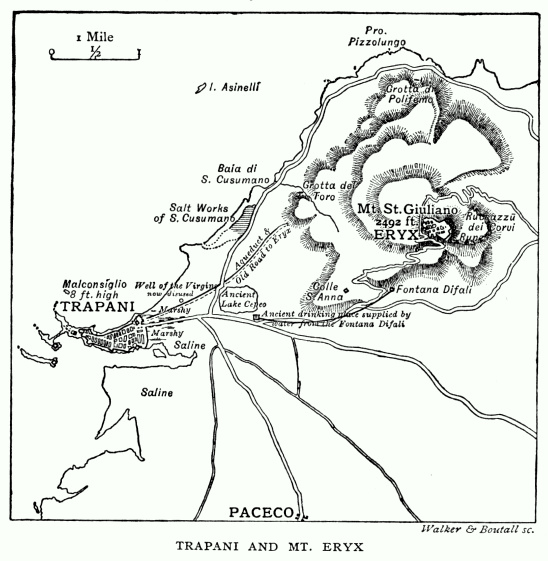 1 Mile
1/2
Pro.
Pizzolungo
I. Asinelli
Grotta di
Polifemo
Baia di
S. Cusumano
Grotta del
Toro
Salt Works
of S. Cusumano
Mt. St. Giuliano
2492 ft.
ERYX
Ruccazzù
dei
Corvi
Rupe
Aqueduct &
Old Road to Eryx
Malconsiglio
8 ft. high
Well of the Virgin
now disused
Colle
S. Anna
Fontana Difali
TRAPANI
Marshy
Ancient
Lake Cepeo
Ancient drinking place supplied by
water from the Fontana Difali
Marshy
Saline
Saline
PACECO
Walker & Boutall sc.
TRAPANI AND MT. ERYX